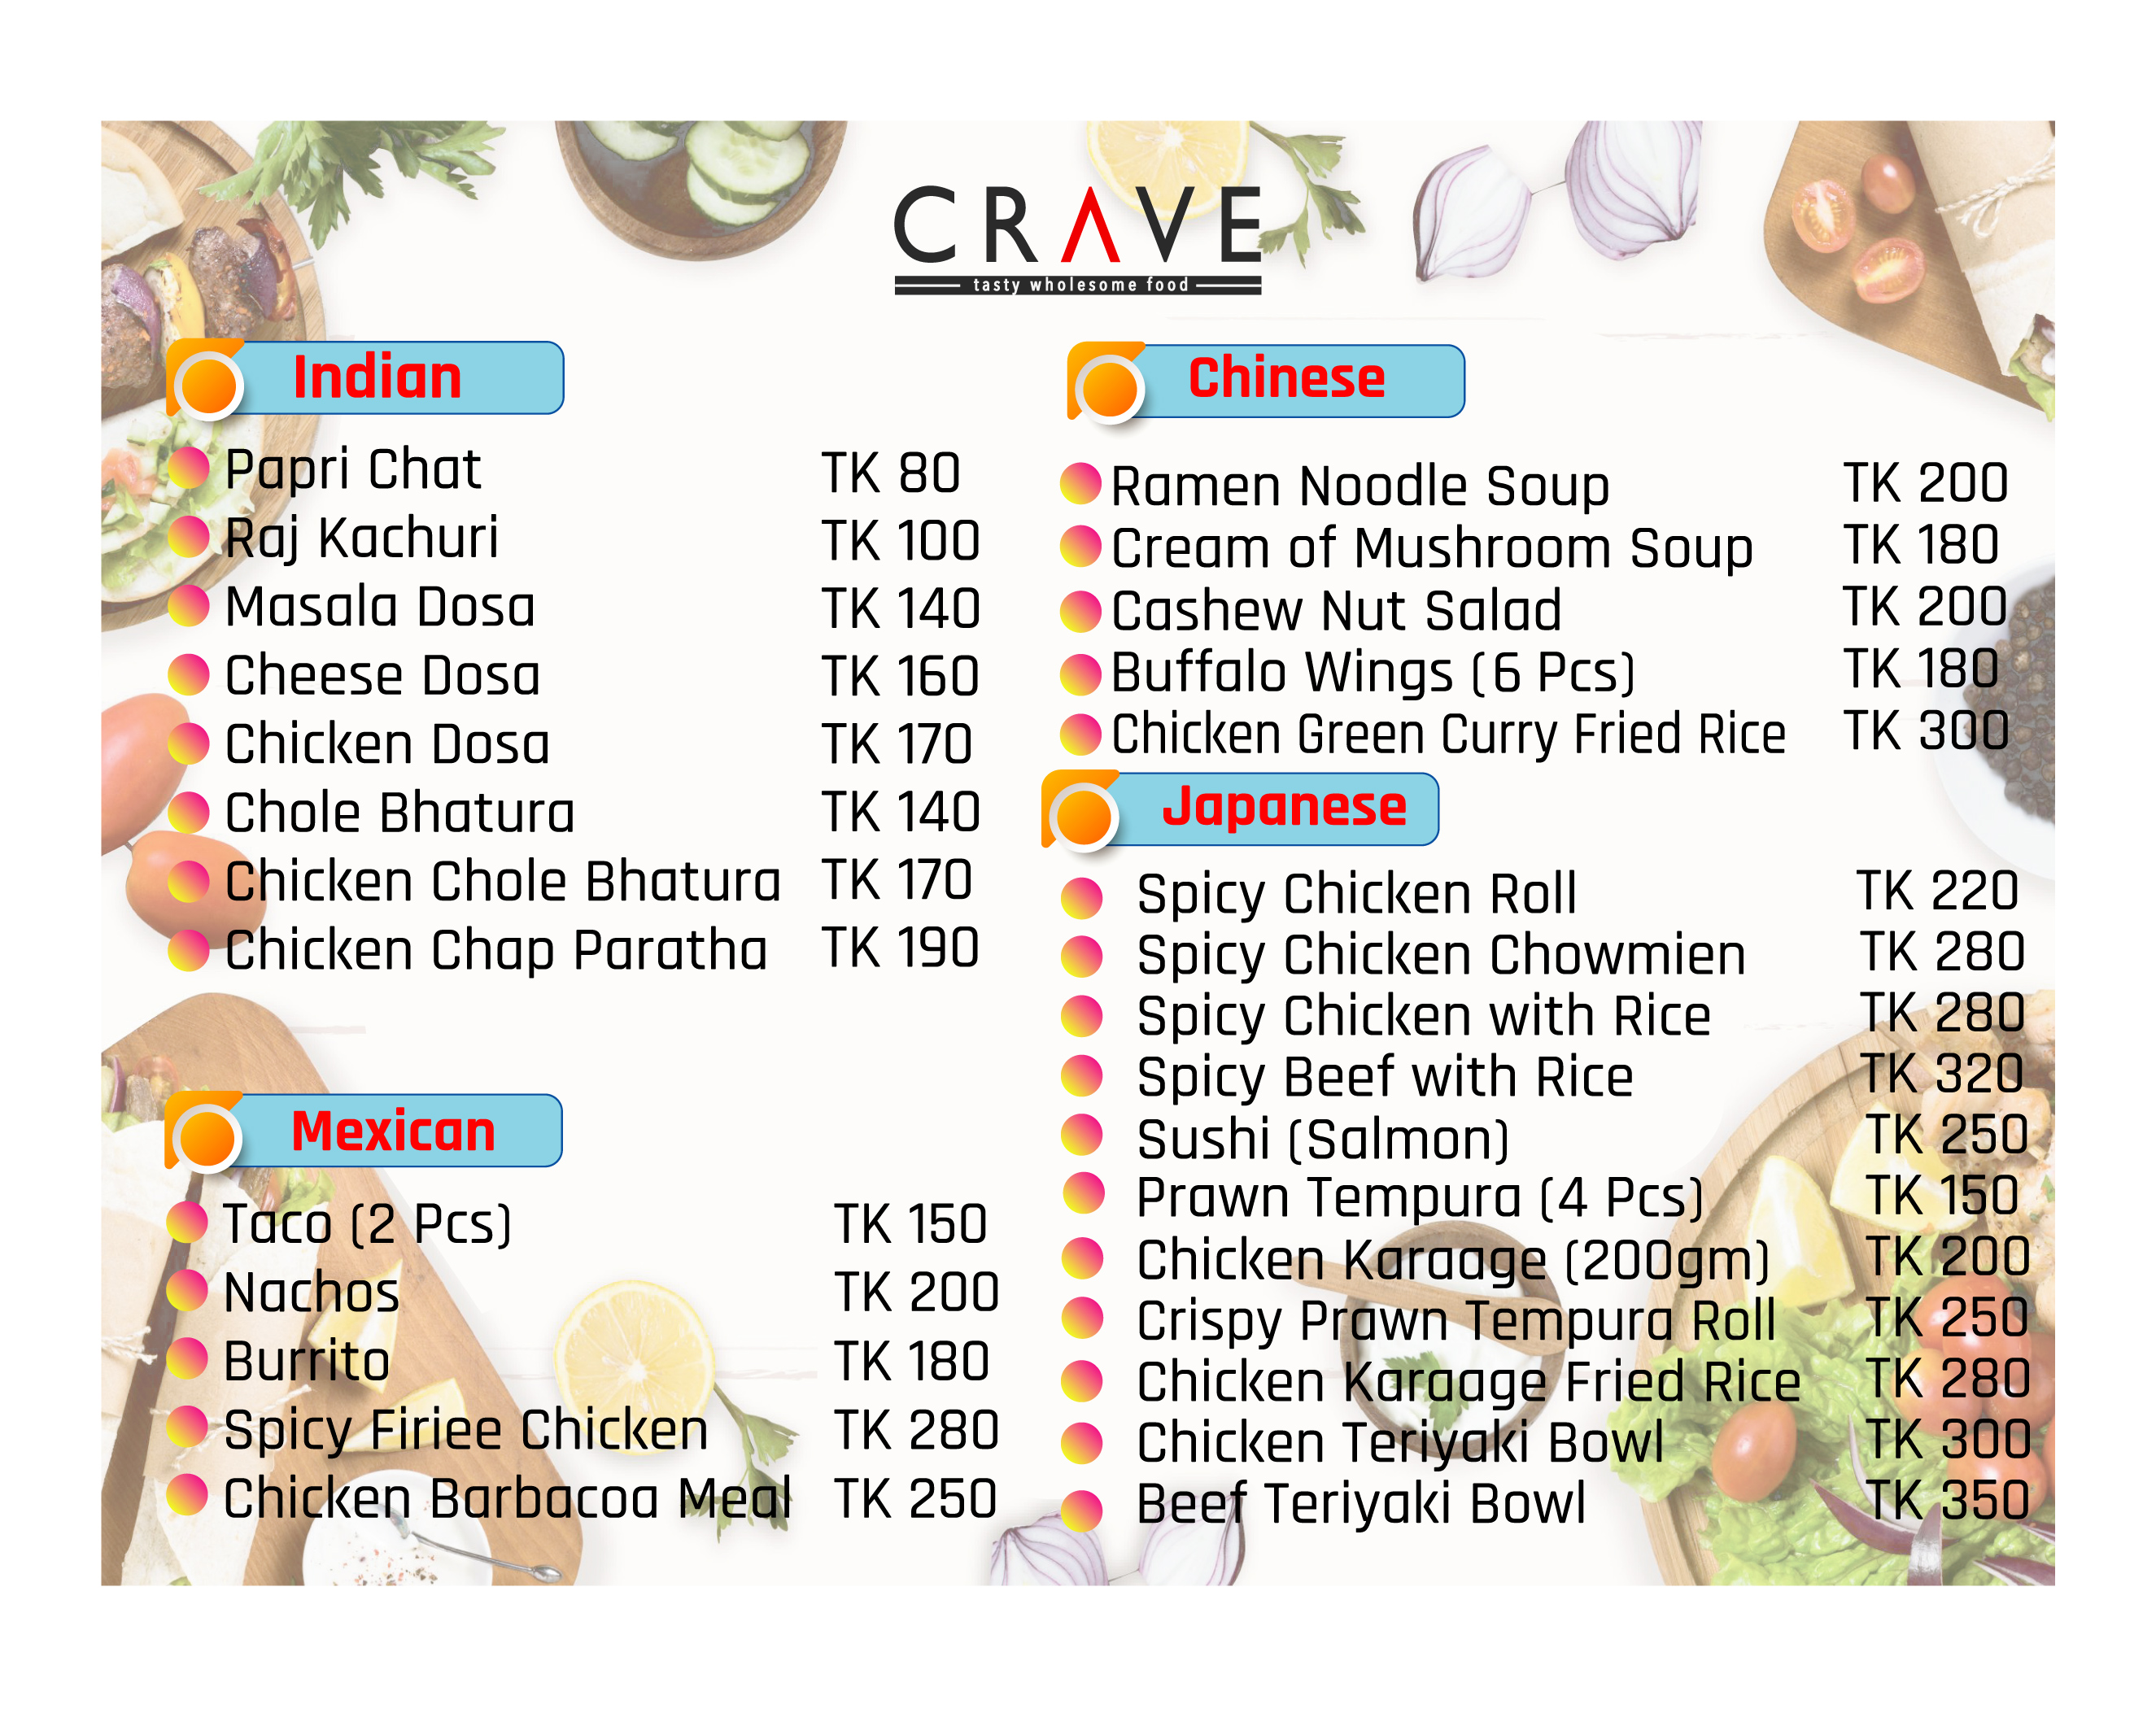 CRAVE
tasty wholesome food
Indian
Papri Chat TK 80
Raj Kachuri TK 100
Masala Dosa TK 140
Cheese Dosa TK 160
Chicken Dosa TK 170
Chole Bhatura TK 140
Chicken Chole Bhatura TK 170
Chicken Chap Paratha TK 190
Mexican
Taco (2 Pcs) TK 150
Nachos TK 200
Burrito TK 180
Spicy Firiee Chicken TK 280
Chicken Barbacoa Meal TK 250
Chinese
Ramen Noodle Soup TK 200
Cream of Mushroom Soup TK 180
Cashew Nut Salad TK 200
Buffalo Wings (6 Pcs) TK 180
Chicken Green Curry Fried Rice TK 300
Japanese
Spicy Chicken Roll TK 220
Spicy Chicken Chowmien TK 280
Spicy Chicken with Rice TK 280
Spicy Beef with Rice TK 320
Sushi (Salmon) TK 250
Prawn Tempura (4 Pcs) TK 150
Chicken Karaage (200gm) TK 200
Crispy Prawn Tempura Roll TK 250
Chicken Karaage Fried Rice TK 280
Chicken Teriyaki Bowl TK 300
Beef Teriyaki Bowl TK 350